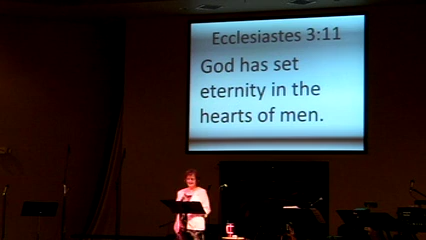 Ecclesiastes 3:11
God has set
eternity in the
hearts of men.